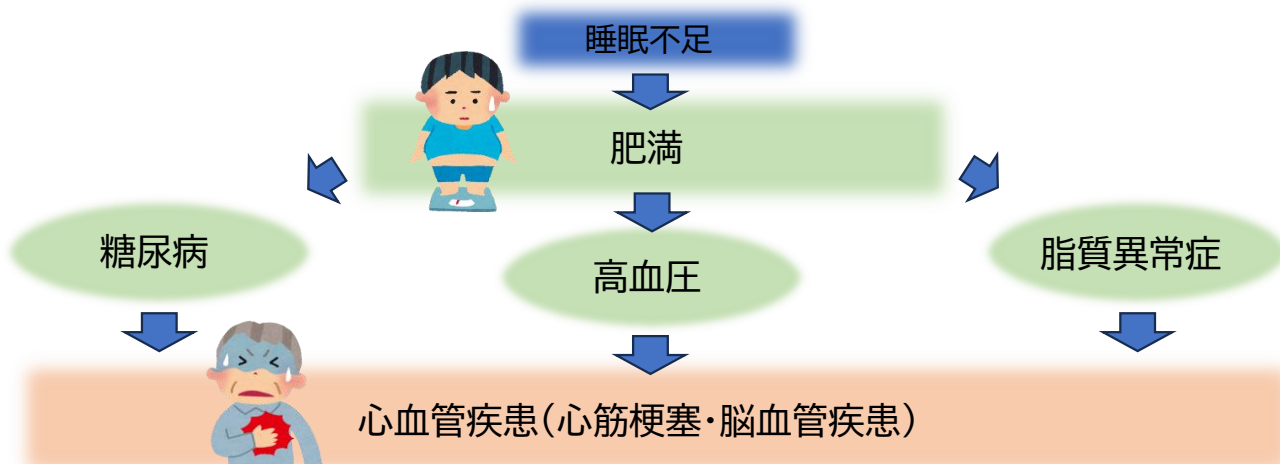 睡眠不足
肥満
糖尿病
高血圧
脂質異常症
心血管疾患(心筋梗塞・脳血管疾患)